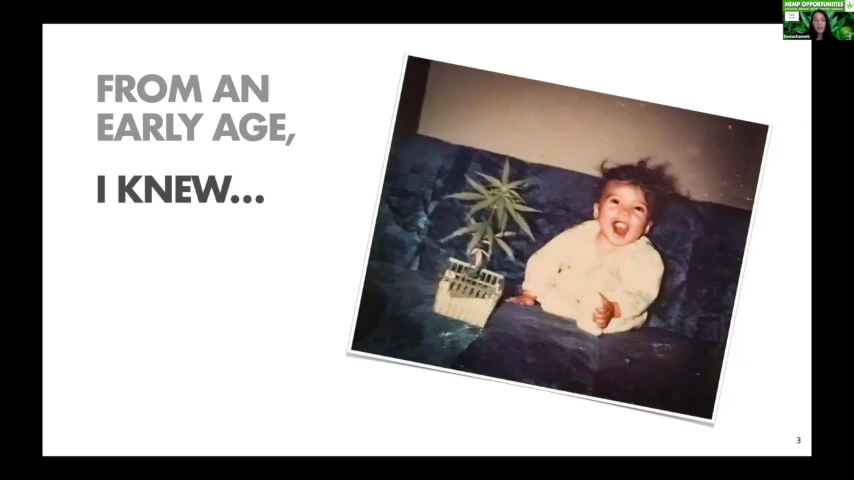 FROM AN
EARLY AGE,
I KNEW...
3
HEMP OPPORTUNITIES